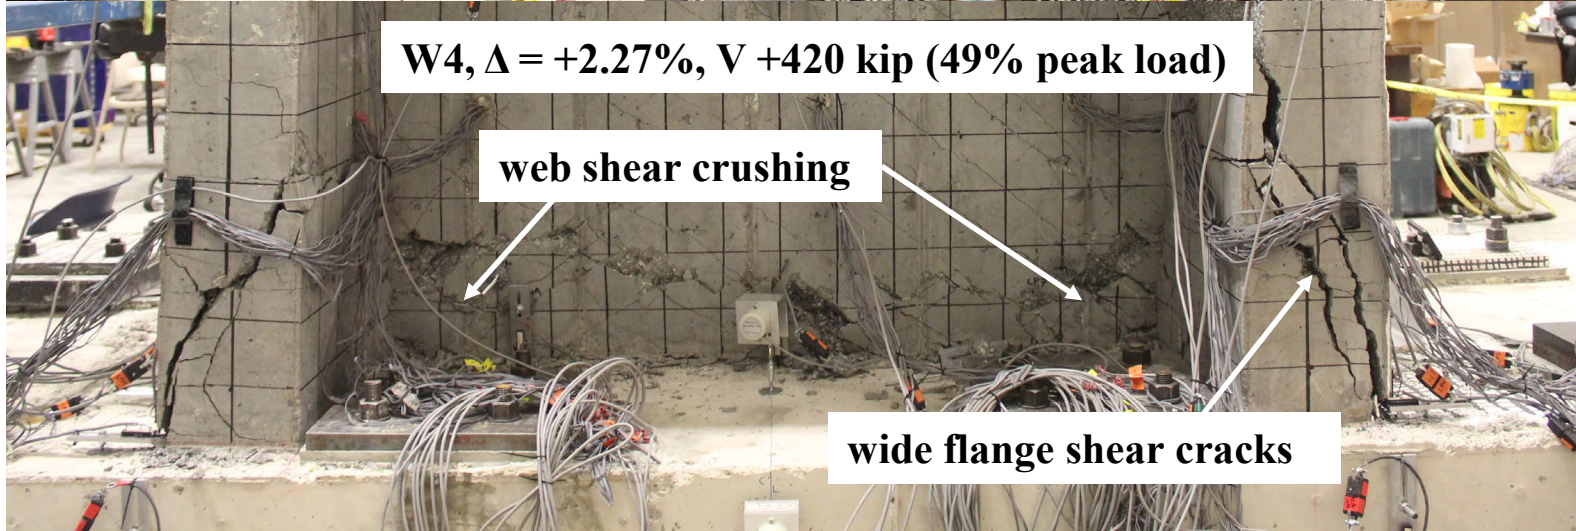 W4, Δ = +2.27%, V +420 kip (49% peak load)
web shear crushing
wide flange shear cracks